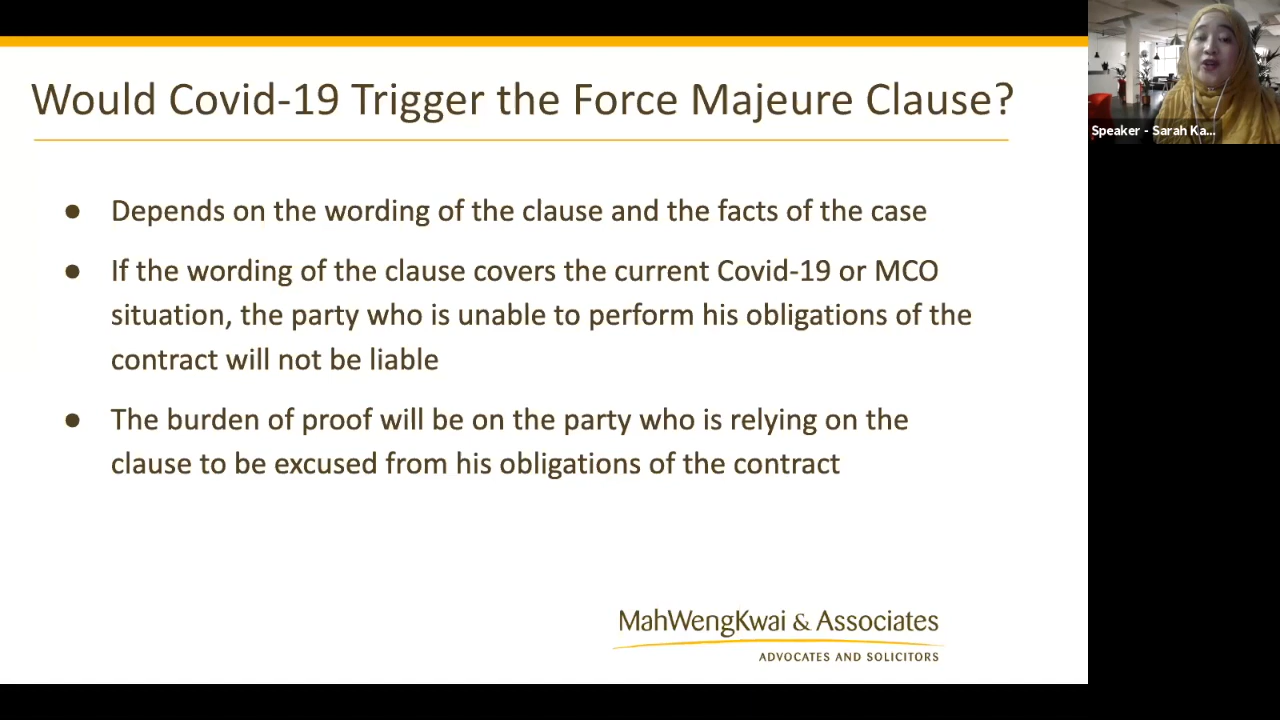 Would Covid-19 Trigger the Force Majeure Clause?
● Depends on the wording of the clause and the facts of the case
● If the wording of the clause covers the current Covid-19 or MCO
situation, the party who is unable to perform his obligations of the
contract will not be liable
● The burden of proof will be on the party who is relying on the
clause to be excused from his obligations of the contract
MahWengKwai & Associates
ADVOCATES AND SOLICITORS
Speaker - Sarah Ka...